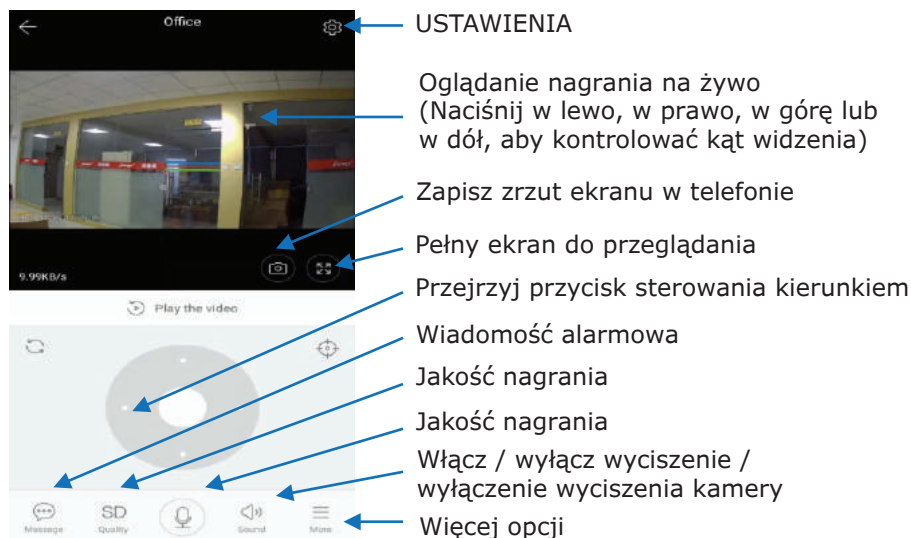 Office
USTAWIENIA
Oglądanie nagrania na żywo
(Naciśnij w lewo, w prawo, w górę lub
w dół, aby kontrolować kąt widzenia)
Zapisz zrzut ekranu w telefonie
Pełny ekran do przeglądania
9.99KB/s
Przejrzyj przycisk sterowania kierunkiem
Play the video
Wiadomość alarmowa
Jakość nagrania
Jakość nagrania
Włącz / wyłącz wyciszenie /
wyłączenie wyciszenia kamery
SD
Message
Quality
Sound
More
Więcej opcji